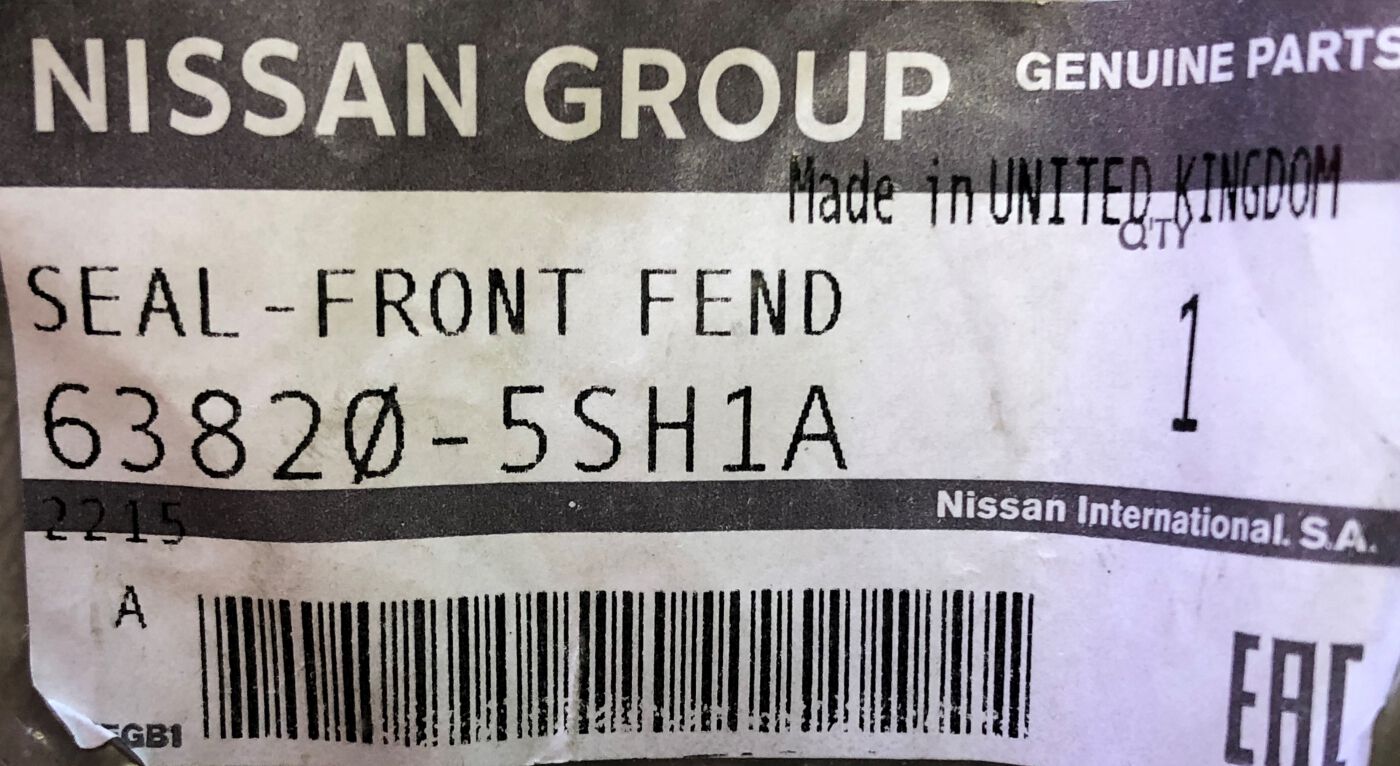 NISSAN GROUP GENUINE PARTS
Made in UNITED KINGDOM
Q'TY
SEAL-FRONT FEND
1
63820-5SH1A
2215
Nissan International. S.A.
A
EAC